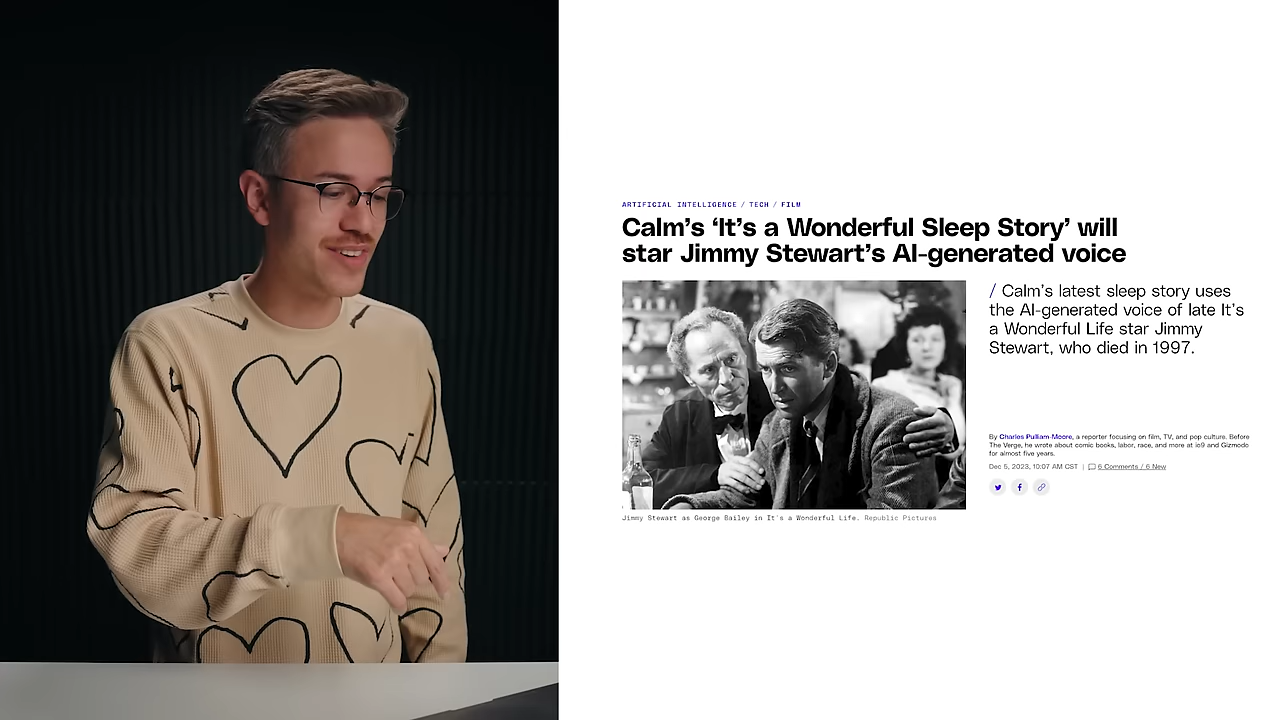 ARTIFICIAL INTELLIGENCE / TECH / FILM
Calm's ‘It's a Wonderful Sleep Story’ will
star Jimmy Stewart's AI-generated voice
/ Calm's latest sleep story uses
the AI-generated voice of late It's
a Wonderful Life star Jimmy
Stewart, who died in 1997.
By Charles Pulliam-Moore, a reporter focusing on film, TV, and pop culture. Before
The Verge, he wrote about comic books, labor, race, and more at io9 and Gizmodo
for almost five years.
Dec 5, 2023, 10:07 AM CST | 6 Comments / 6 New
Jimmy Stewart as George Bailey in It's a Wonderful Life. Republic Pictures